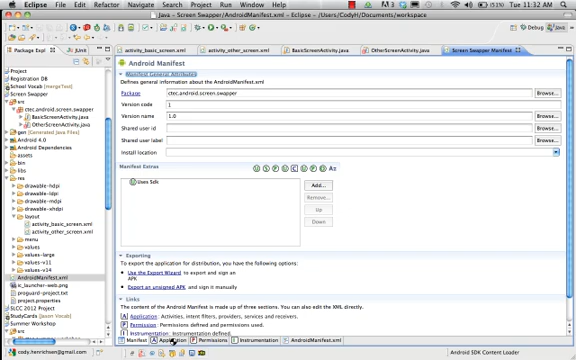 Eclipse File Edit Refactor Navigate Search Project
(51%) Tue 11:32 AM CodyH
Java - Screen Swapper/AndroidManifest.xml - Eclipse - /Users/CodyH/Documents/workspace
Debug Java
Package Expl JUnit
activity_basic_screen.xml activity_other_screen.xml BasicScreenActivity.java OtherScreenActivity.java Screen Swapper Manifest
Project
Registration DB
School Vocab [mergeTest]
Screen Swapper
src
ctec.android.screen.swapper
BasicScreenActivity.java
OtherScreenActivity.java
gen [Generated Java Files]
Android 4.0
Android Dependencies
assets
bin
libs
res
drawable-hdpi
drawable-ldpi
drawable-mdpi
drawable-xhdpi
layout
activity_basic_screen.xml
activity_other_screen.xml
menu
values
values-large
values-v11
values-v14
AndroidManifest.xml
ic_launcher-web.png
proguard-project.txt
project.properties
SLCC 2012 Project
StudyCards [Jason Vocab]
Summer Workshop
src
Android Manifest
Manifest General Attributes
Defines general information about the AndroidManifest.xml
Package ctec.android.screen.swapper Browse...
Version code 1
Version name 1.0 Browse...
Shared user id Browse...
Shared user label Browse...
Install location
Manifest Extras
U S P U C U P O Az
U Uses Sdk
Add...
Remove...
Up
Down
Exporting
To export the application for distribution, you have the following options:
Use the Export Wizard to export and sign an
APK
Export an unsigned APK and sign it manually
Links
The content of the Android Manifest is made up of three sections. You can also edit the XML directly.
A Application: Activities, intent filters, providers, services and receivers.
P Permission: Permissions defined and permissions used.
I Instrumentation: Instrumentation defined.
Manifest A Application P Permissions I Instrumentation AndroidManifest.xml
Android SDK Content Loader